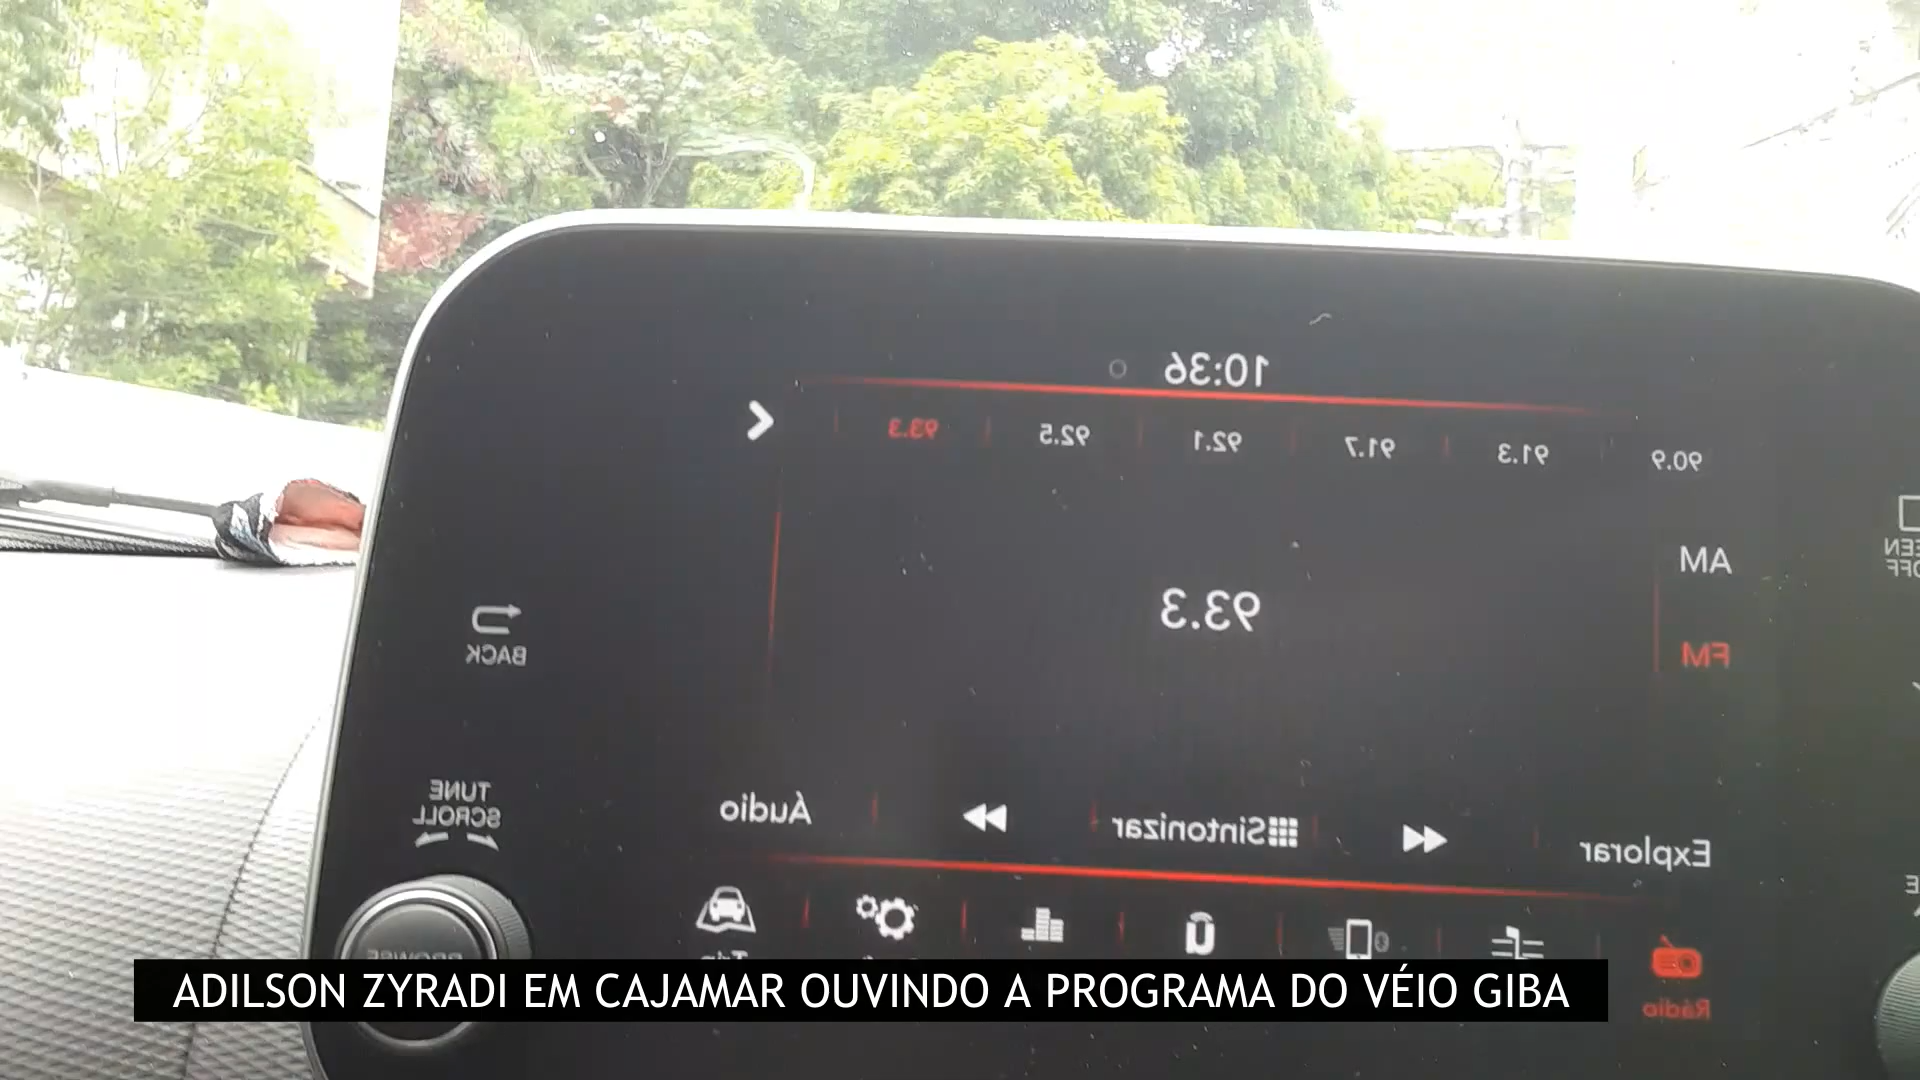 10:36
90.9 91.3 91.7 92.1 92.5 93.3
AM
FM
93.3
BACK
TUNE
SCROLL
Explorar Sintonizar Áudio
BROWSE
Rádio
ADILSON ZYRADI EM CAJAMAR OUVINDO A PROGRAMA DO VÉIO GIBA